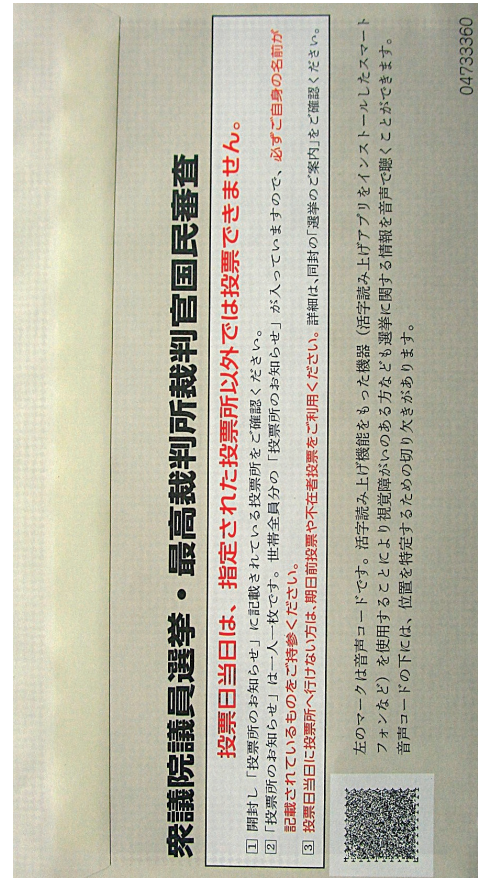 衆議院議員選挙・最高裁判所裁判官国民審査
投票日当日は、指定された投票所以外では投票できません。
1 開封し「投票所のお知らせ」に記載されている投票所をご確認ください。
2 「投票所のお知らせ」は一人一枚です。世帯全員分の「投票所のお知らせ」が入っていますので、必ずご自身の名前が
記載されているものをご持参ください。
3 投票日当日に投票所へ行けない方は、期日前投票や不在者投票をご利用ください。詳細は、同封の「選挙のご案内」をご確認ください。
左のマークは音声コードです。活字読み上げ機能をもった機器（活字読み上げアプリをインストールしたスマート
フォンなど）を使用することにより視覚障がいのある方なども選挙に関する情報を音声で聴くことができます。
音声コードの下には、位置を特定するための切り欠きがあります。
04733360